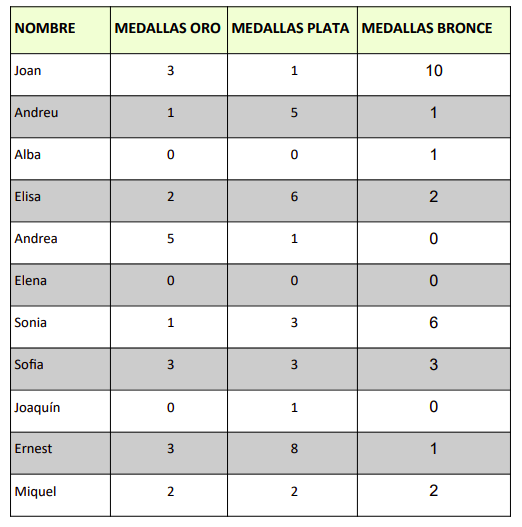 NOMBRE MEDALLAS ORO MEDALLAS PLATA MEDALLAS BRONCE
Joan 3 1 10
Andreu 1 5 1
Alba 0 0 1
Elisa 2 6 2
Andrea 5 1 0
Elena 0 0 0
Sonia 1 3 6
Sofia 3 3 3
Joaquín 0 1 0
Ernest 3 8 1
Miquel 2 2 2